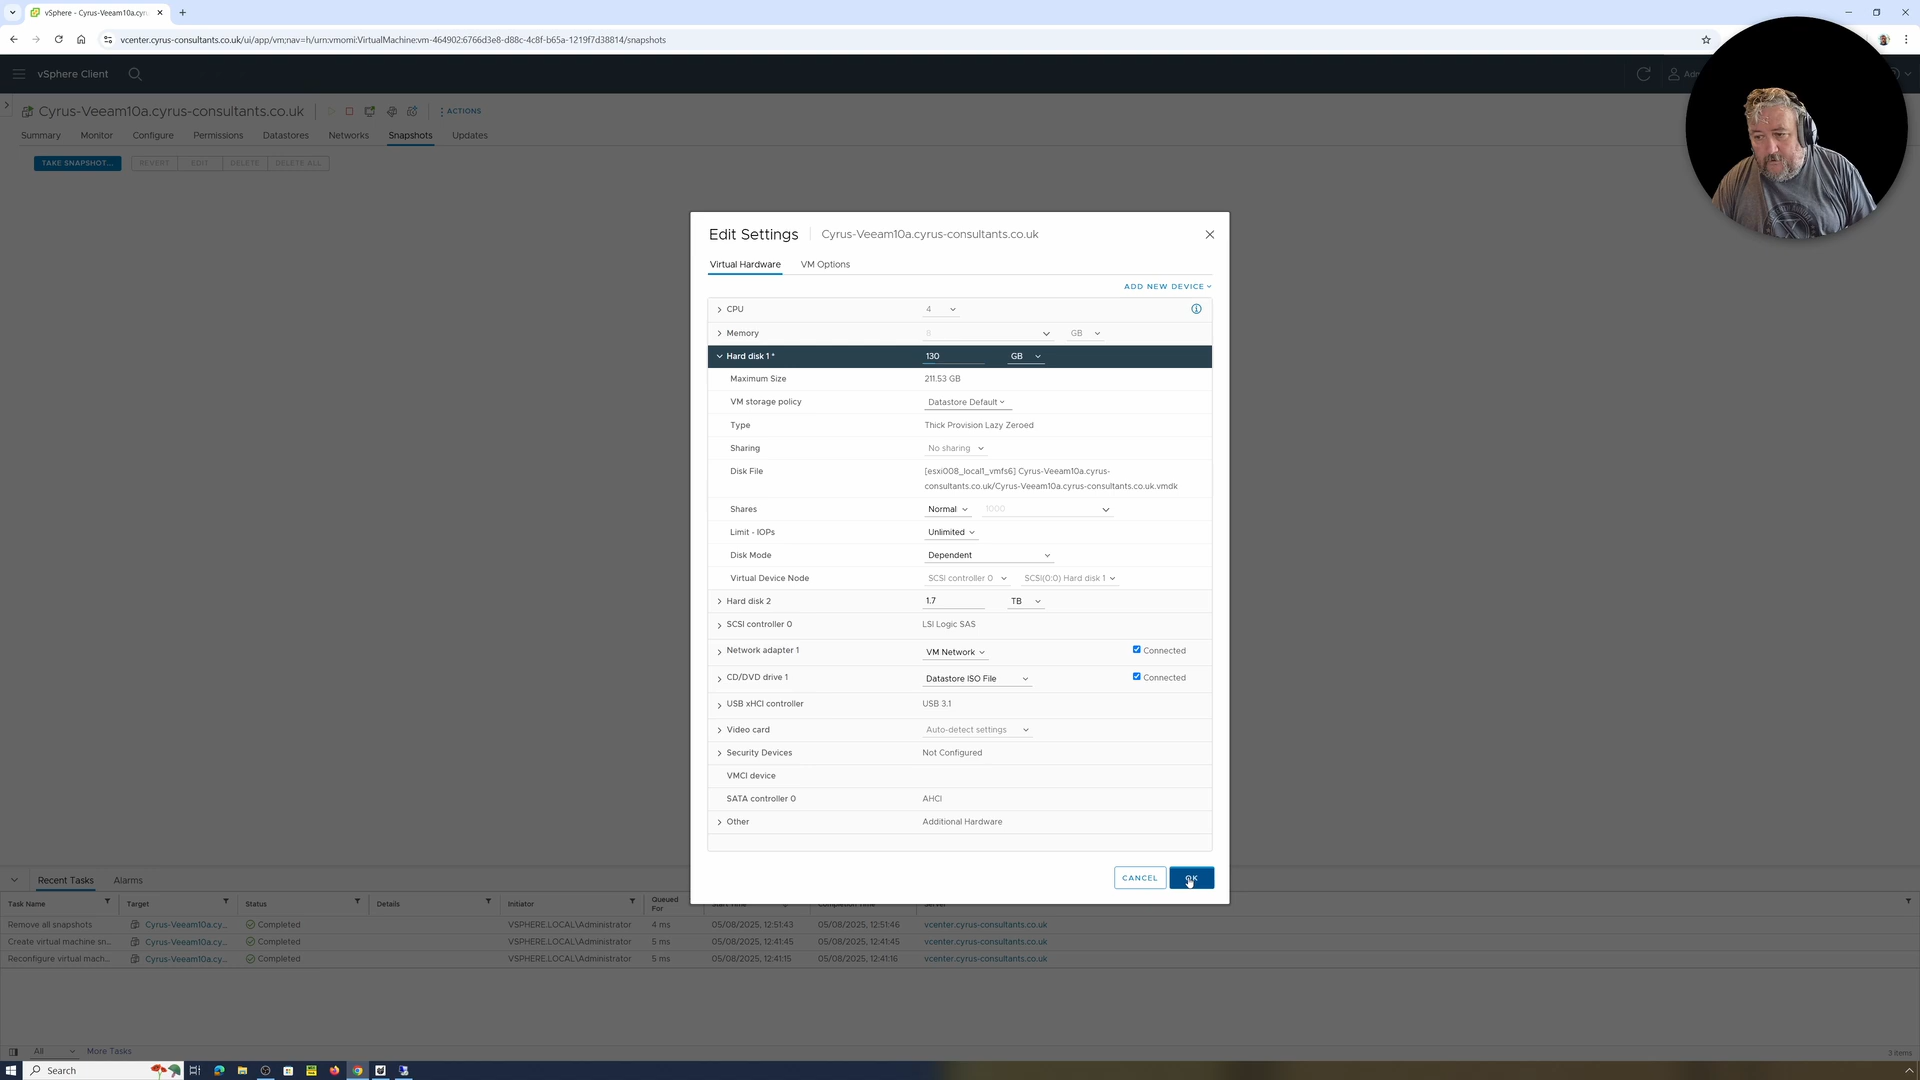 vSphere - Cyrus-Veeam10a.cyru
vcenter.cyrus-consultants.co.uk/ui/app/vm;nav=h/urn:vmomi:VirtualMachine:vm-464902:6766d3e8-d88c-4c8f-b65a-1219f7d38814/snapshots
vSphere Client
Cyrus-Veeam10a.cyrus-consultants.co.uk
ACTIONS
Summary Monitor Configure Permissions Datastores Networks Snapshots Updates
TAKE SNAPSHOT... REVERT EDIT DELETE DELETE ALL
Edit Settings Cyrus-Veeam10a.cyrus-consultants.co.uk
Virtual Hardware VM Options
ADD NEW DEVICE
CPU 4
Memory 8 GB
Hard disk 1 * 130 GB
Maximum Size 211.53 GB
VM storage policy Datastore Default
Type Thick Provision Lazy Zeroed
Sharing No sharing
Disk File [esxi008_local1_vmfs6] Cyrus-Veeam10a.cyrus-
consultants.co.uk/Cyrus-Veeam10a.cyrus-consultants.co.uk.vmdk
Shares Normal 1000
Limit - IOPs Unlimited
Disk Mode Dependent
Virtual Device Node SCSI controller 0 SCSI(0:0) Hard disk 1
Hard disk 2 1.7 TB
SCSI controller 0 LSI Logic SAS
Network adapter 1 VM Network Connected
CD/DVD drive 1 Datastore ISO File Connected
USB xHCI controller USB 3.1
Video card Auto-detect settings
Security Devices Not Configured
VMCI device
SATA controller 0 AHCI
Other Additional Hardware
CANCEL OK
Recent Tasks Alarms
Task Name Target Status Details Initiator Queued For
Remove all snapshots Cyrus-Veeam10a.cy... Completed VSPHERE.LOCAL\Administrator 4 ms 05/08/2025, 12:51:43 05/08/2025, 12:51:46 vcenter.cyrus-consultants.co.uk
Create virtual machine sn... Cyrus-Veeam10a.cy... Completed VSPHERE.LOCAL\Administrator 5 ms 05/08/2025, 12:41:45 05/08/2025, 12:41:45 vcenter.cyrus-consultants.co.uk
Reconfigure virtual mach... Cyrus-Veeam10a.cy... Completed VSPHERE.LOCAL\Administrator 5 ms 05/08/2025, 12:41:15 05/08/2025, 12:41:16 vcenter.cyrus-consultants.co.uk
All More Tasks 3 items
Search